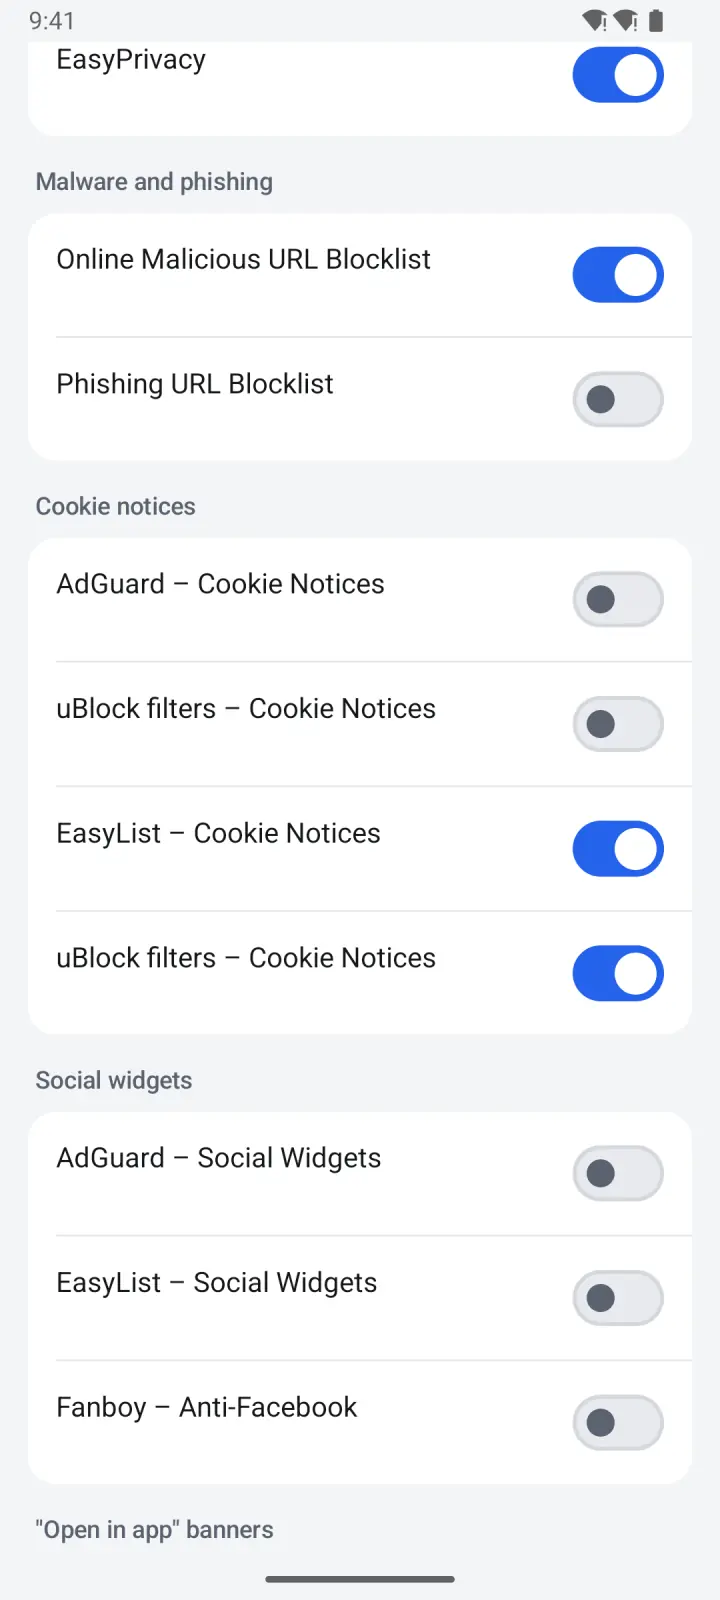 9:41
EasyPrivacy
Malware and phishing
Online Malicious URL Blocklist
Phishing URL Blocklist
Cookie notices
AdGuard – Cookie Notices
uBlock filters – Cookie Notices
EasyList – Cookie Notices
uBlock filters – Cookie Notices
Social widgets
AdGuard – Social Widgets
EasyList – Social Widgets
Fanboy – Anti-Facebook
"Open in app" banners